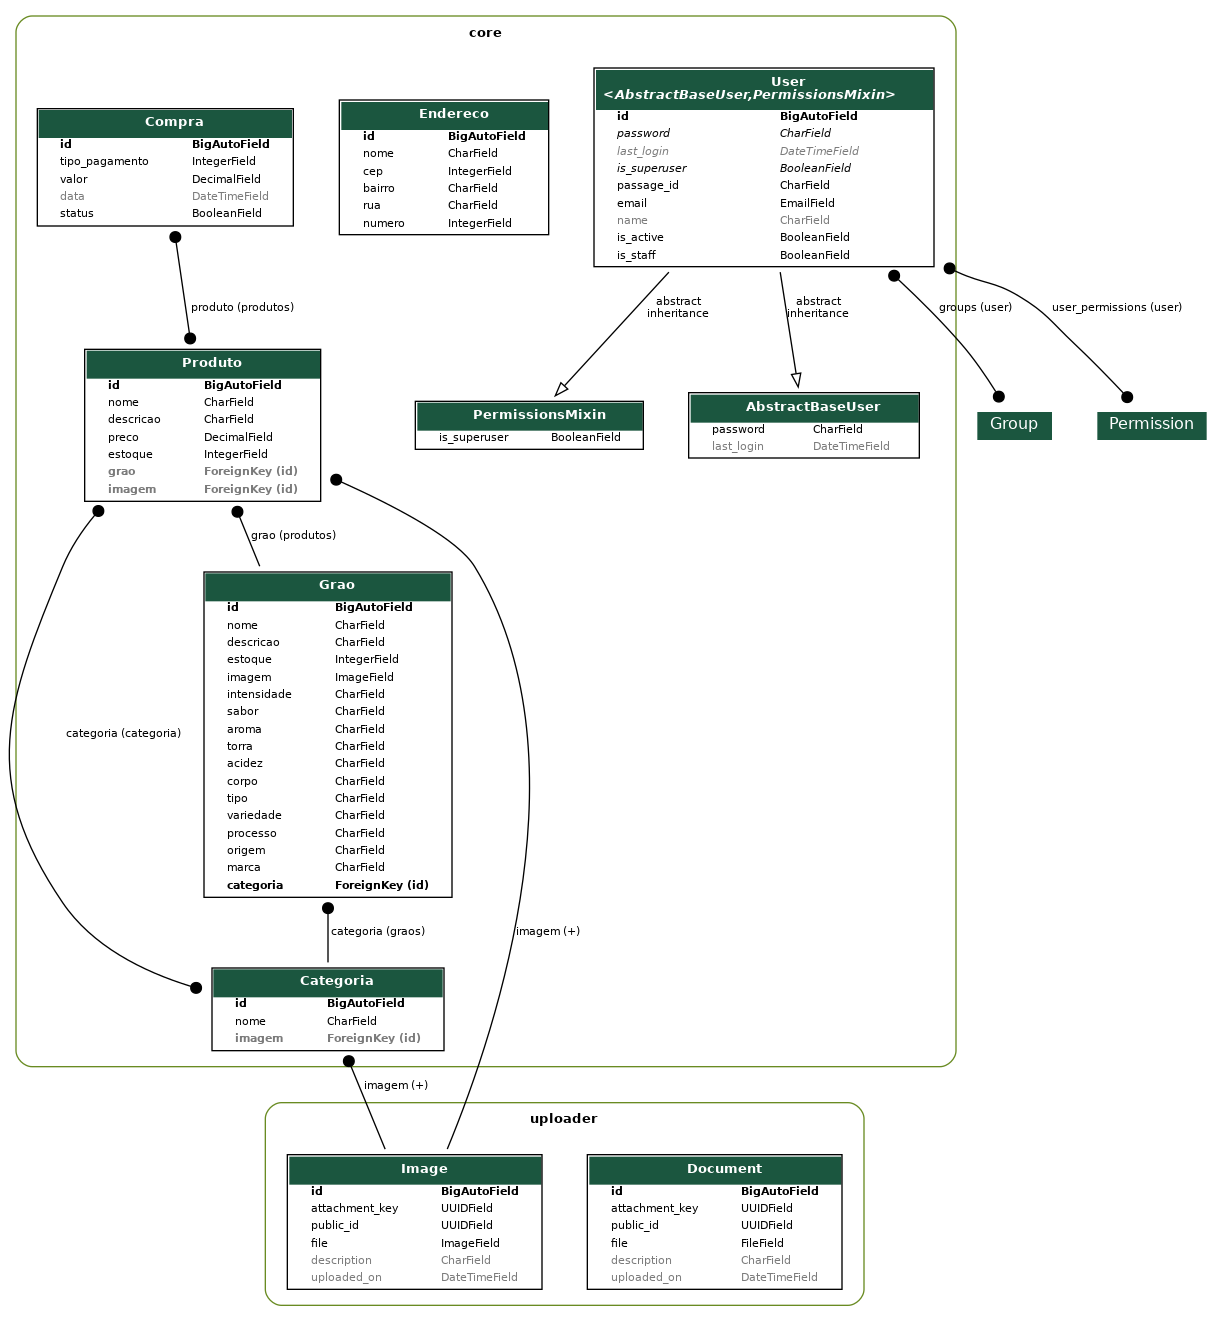 core
Compra
id BigAutoField
tipo_pagamento IntegerField
valor DecimalField
data DateTimeField
status BooleanField
Endereco
id BigAutoField
nome CharField
cep IntegerField
bairro CharField
rua CharField
numero IntegerField
User
<AbstractBaseUser,PermissionsMixin>
id BigAutoField
password CharField
last_login DateTimeField
is_superuser BooleanField
passage_id CharField
email EmailField
name CharField
is_active BooleanField
is_staff BooleanField
produto (produtos)
abstract
inheritance
abstract
inheritance
groups (user)
user_permissions (user)
Produto
id BigAutoField
nome CharField
descricao CharField
preco DecimalField
estoque IntegerField
grao ForeignKey (id)
imagem ForeignKey (id)
PermissionsMixin
is_superuser BooleanField
AbstractBaseUser
password CharField
last_login DateTimeField
Group
Permission
grao (produtos)
Grao
id BigAutoField
nome CharField
descricao CharField
estoque IntegerField
imagem ImageField
intensidade CharField
sabor CharField
aroma CharField
torra CharField
acidez CharField
corpo CharField
tipo CharField
variedade CharField
processo CharField
origem CharField
marca CharField
categoria ForeignKey (id)
categoria (categoria)
categoria (graos)
imagem (+)
Categoria
id BigAutoField
nome CharField
imagem ForeignKey (id)
imagem (+)
uploader
Image
id BigAutoField
attachment_key UUIDField
public_id UUIDField
file ImageField
description CharField
uploaded_on DateTimeField
Document
id BigAutoField
attachment_key UUIDField
public_id UUIDField
file FileField
description CharField
uploaded_on DateTimeField